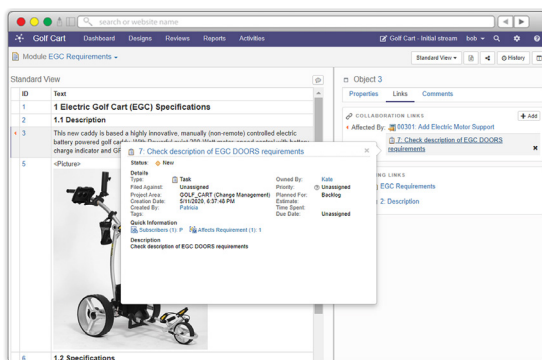 search or website name
Golf Cart Dashboard Designs Reviews Reports Activities Golf Cart - Initial stream bob
Module EGC Requirements
Standard View History
Standard View
ID Text
1 1 Electric Golf Cart (EGC) Specifications
2 1.1 Description
3 This new caddy is based a highly innovative, manually (non-remote) controlled electric
battery powered golf
charge indicator and
5 <Picture>
6 1.2 Specifications
Object 3
Properties Links Comments
COLLABORATION LINKS Add
Affected By: 00301: Add Electric Motor Support
7: Check description of EGC DOORS
requirements
NG LINKS
EGC Requirements
2: Description
7: Check description of EGC DOORS requirements
Status: New
Details
Type: Task Owned By: Kate
Filed Against: Unassigned Priority: Unassigned
Project Area: GOLF_CART (Change Management) Planned For: Backlog
Creation Date: 5/11/2020, 6:37:48 PM Estimate:
Created By: Patricia Time Spent:
Tags: Due Date: Unassigned
Quick Information
Subscribers (1): P Affects Requirement (1): 1
Description
Check description of EGC DOORS requirements